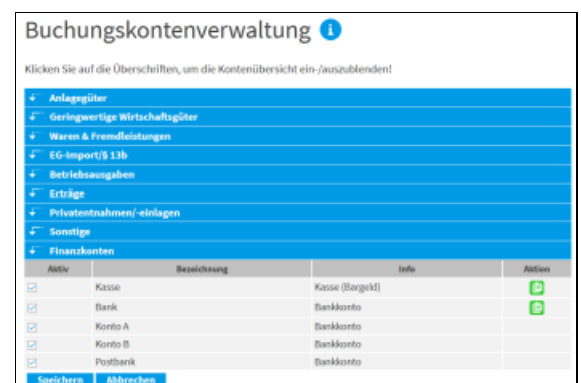 Buchungskontenverwaltung i
Klicken Sie auf die Überschriften, um die Kontenübersicht ein-/auszublenden!
Anlagegüter
Geringwertige Wirtschaftsgüter
Waren & Fremdleistungen
EG-Import/§ 13b
Betriebsausgaben
Erträge
Privatentnahmen/-einlagen
Sonstige
Finanzkonten
Aktiv Bezeichnung Info Aktion
Kasse Kasse (Bargeld)
Bank Bankkonto
Konto A Bankkonto
Konto B Bankkonto
Postbank Bankkonto
Speichern Abbrechen